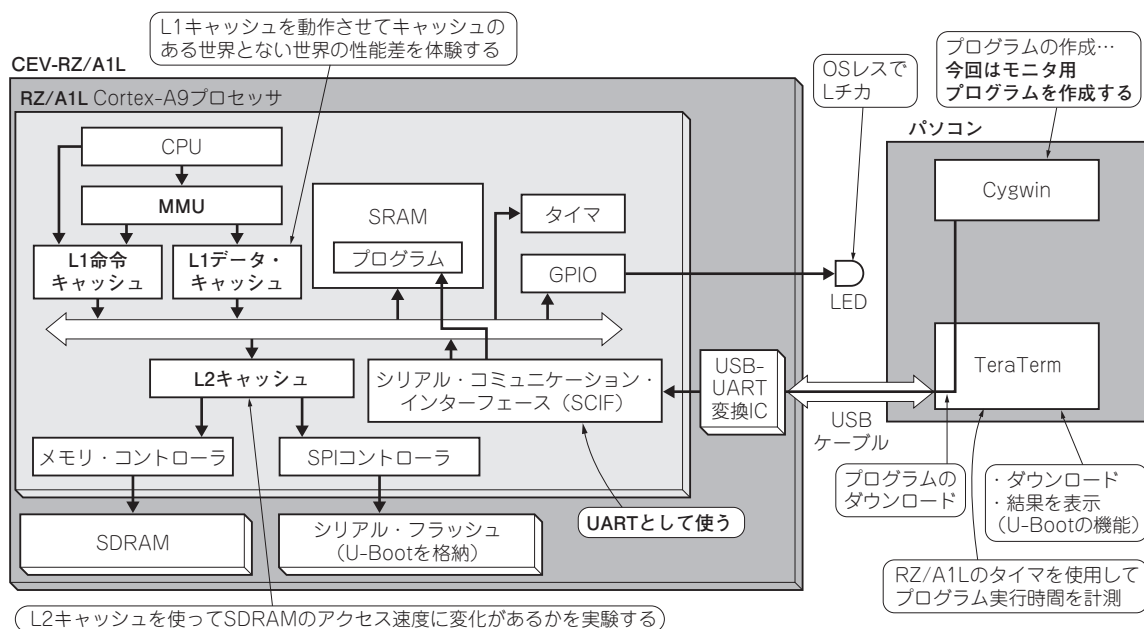 L1キャッシュを動作させてキャッシュの
ある世界とない世界の性能差を体験する
CEV-RZ/A1L
RZ/A1L Cortex-A9プロセッサ
CPU
MMU
L1命令
キャッシュ
L1データ・
キャッシュ
SRAM
プログラム
タイマ
GPIO
OSレスで
Lチカ
LED
プログラムの作成…
今回はモニタ用
プログラムを作成する
パソコン
Cygwin
TeraTerm
L2キャッシュ
シリアル・コミュニケーション・
インターフェース（SCIF）
USB-
UART
変換IC
USB
ケーブル
メモリ・コントローラ
SPIコントローラ
プログラムの
ダウンロード
・ダウンロード
・結果を表示
（U-Bootの機能）
UARTとして使う
SDRAM
シリアル・フラッシュ
（U-Bootを格納）
RZ/A1Lのタイマを使用して
プログラム実行時間を計測
L2キャッシュを使ってSDRAMのアクセス速度に変化があるかを実験する